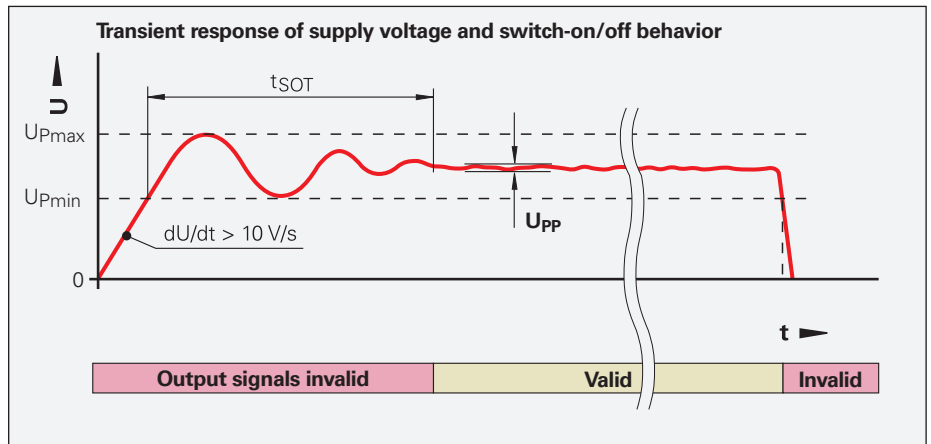 Transient response of supply voltage and switch-on/off behavior
U
tSOT
UPmax
UPmin
UPP
dU/dt > 10 V/s
0
t
Output signals invalid
Valid
Invalid